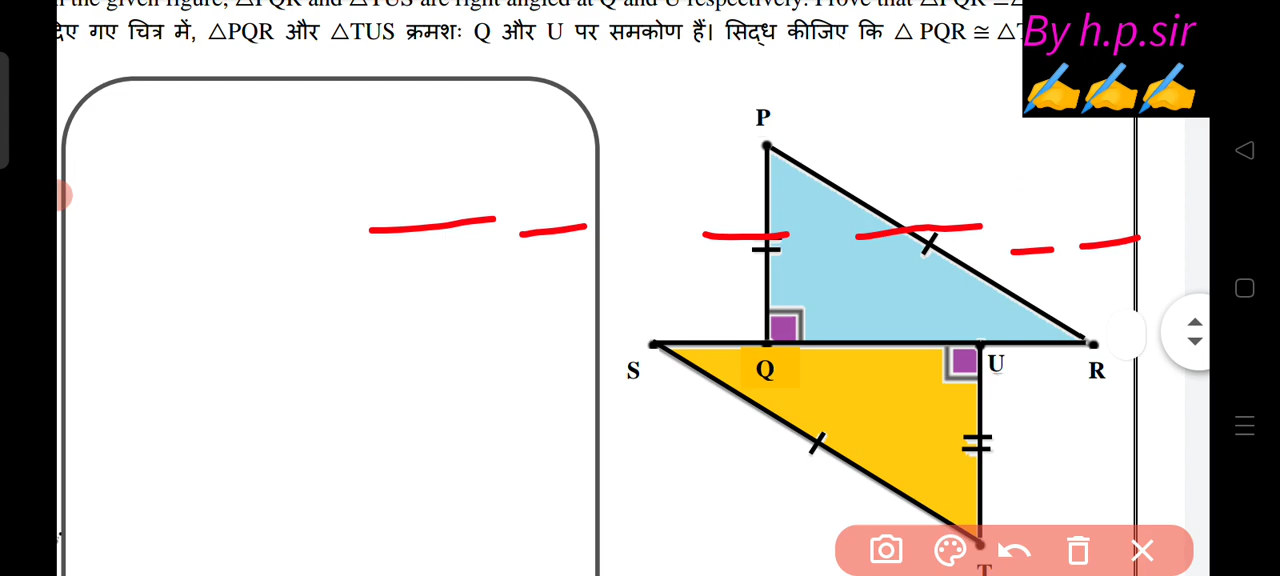 the given figure, △PQR and △TUS are right angled at Q and U respectively. Prove that △PQR ≅
दिए गए चित्र में, △PQR और △TUS क्रमशः Q और U पर समकोण हैं। सिद्ध कीजिए कि △ PQR ≅ △
By h.p.sir
P
S
Q
U
R
T